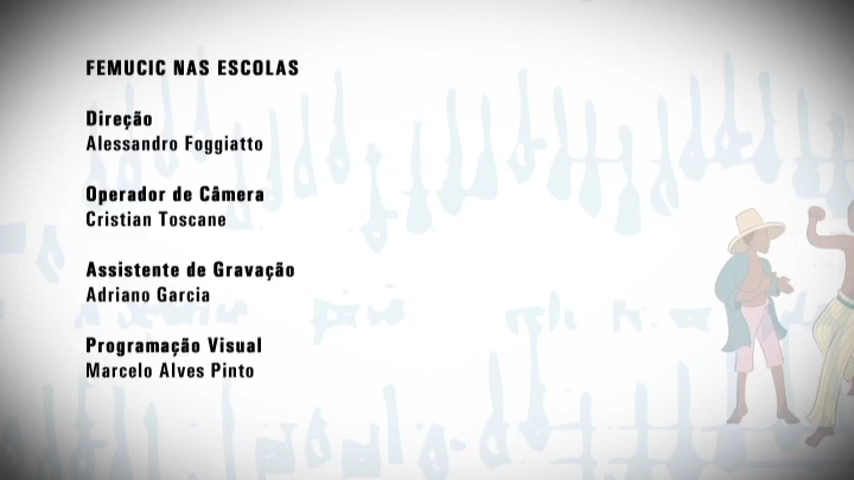 FEMUCIC NAS ESCOLAS
Direção
Alessandro Foggiatto
Operador de Câmera
Cristian Toscane
Assistente de Gravação
Adriano Garcia
Programação Visual
Marcelo Alves Pinto